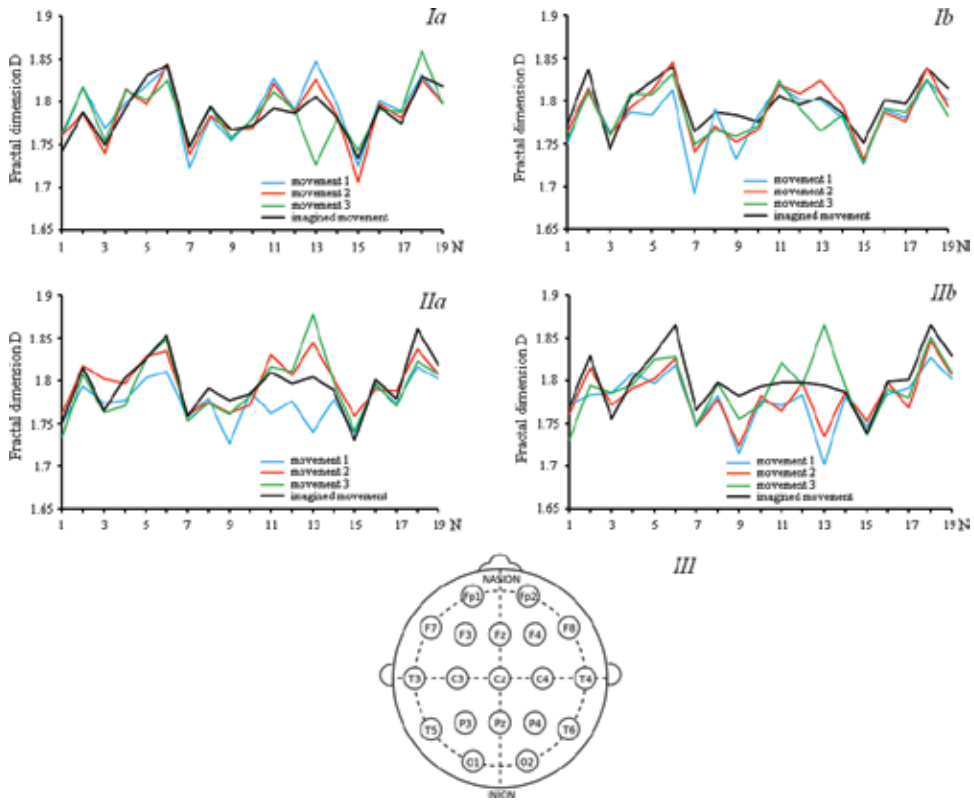 Ia
Fractal dimension D
1.9
1.85
1.8
1.75
1.7
1.65
movement 1
movement 2
movement 3
imagined movement
1 3 5 7 9 11 13 15 17 19 N
Ib
Fractal dimension D
1.9
1.85
1.8
1.75
1.7
1.65
movement 1
movement 2
movement 3
imagined movement
1 3 5 7 9 11 13 15 17 19 N
IIa
Fractal dimension D
1.9
1.85
1.8
1.75
1.7
1.65
movement 1
movement 2
movement 3
imagined movement
1 3 5 7 9 11 13 15 17 19 N
IIb
Fractal dimension D
1.9
1.85
1.8
1.75
1.7
1.65
movement 1
movement 2
movement 3
imagined movement
1 3 5 7 9 11 13 15 17 19 N
III
NASION
Fp1 Fp2
F7 F3 Fz F4 F8
T3 C3 Cz C4 T4
T5 P3 Pz P4 T6
O1 O2
INION